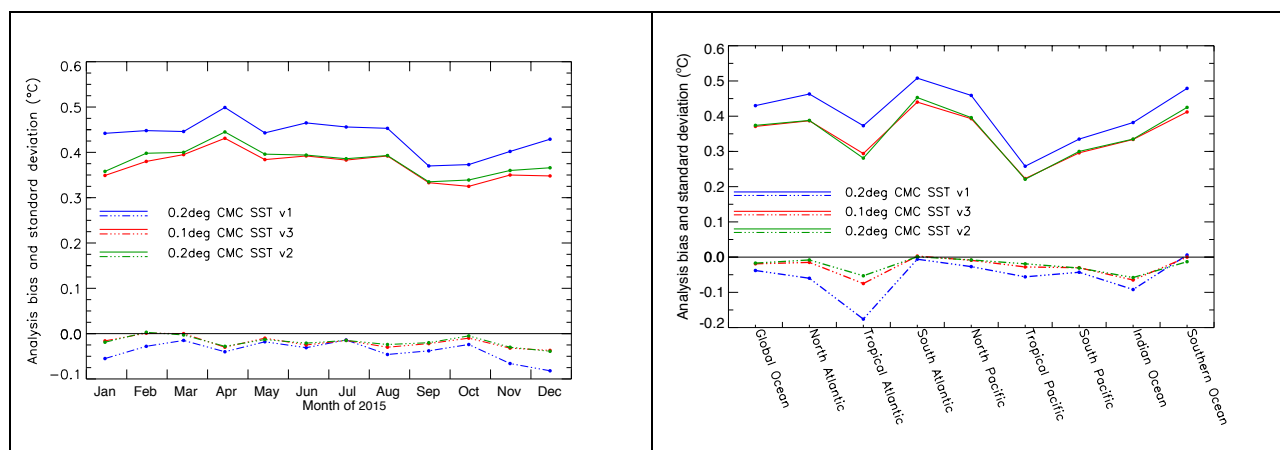 Analysis bias and standard deviation (°C)
0.6
0.5
0.4
0.3
0.2
0.1
0.0
−0.1
0.2deg CMC SST v1
0.1deg CMC SST v3
0.2deg CMC SST v2
Jan Feb Mar Apr May Jun Jul Aug Sep Oct Nov Dec
Month of 2015
Analysis bias and standard deviation (°C)
0.6
0.5
0.4
0.3
0.2
0.1
0.0
-0.1
-0.2
0.2deg CMC SST v1
0.1deg CMC SST v3
0.2deg CMC SST v2
Global Ocean
North Atlantic
Tropical Atlantic
South Atlantic
North Pacific
Tropical Pacific
South Pacific
Indian Ocean
Southern Ocean